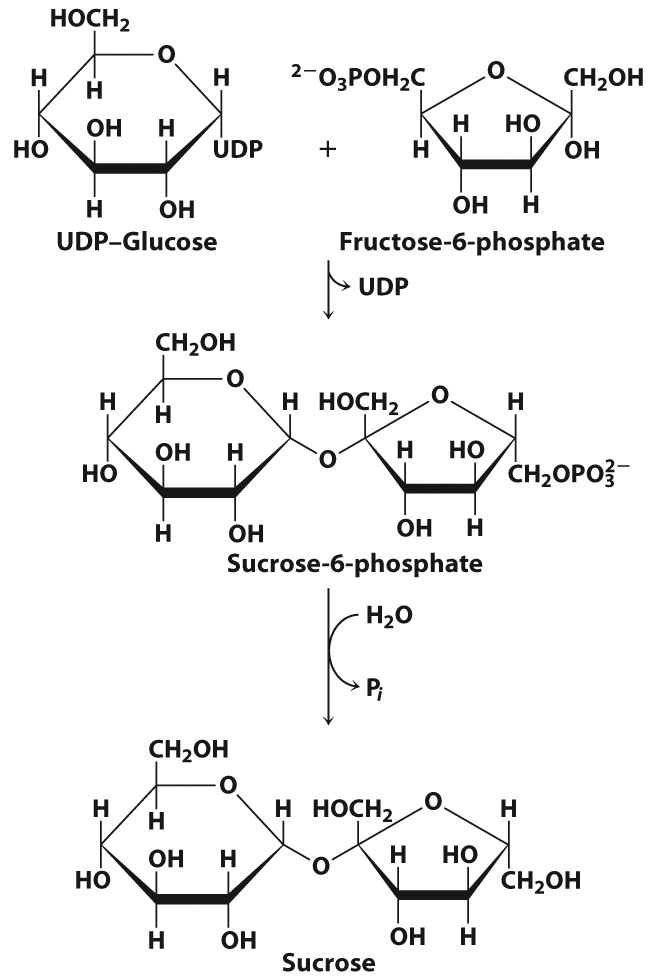 HOCH₂
O
H
H
H
OH
H
HO
UDP
H
OH
UDP–Glucose
+
²⁻O₃POH₂C
O
CH₂OH
H
HO
H
OH
OH
H
Fructose-6-phosphate
UDP
CH₂OH
O
H
H
H
OH
H
HO
H
OH
O
HOCH₂
O
H
H
HO
CH₂OPO₃²⁻
OH
H
Sucrose-6-phosphate
H₂O
Pᵢ
CH₂OH
O
H
H
H
OH
H
HO
H
OH
O
HOCH₂
O
H
H
HO
CH₂OH
OH
H
Sucrose